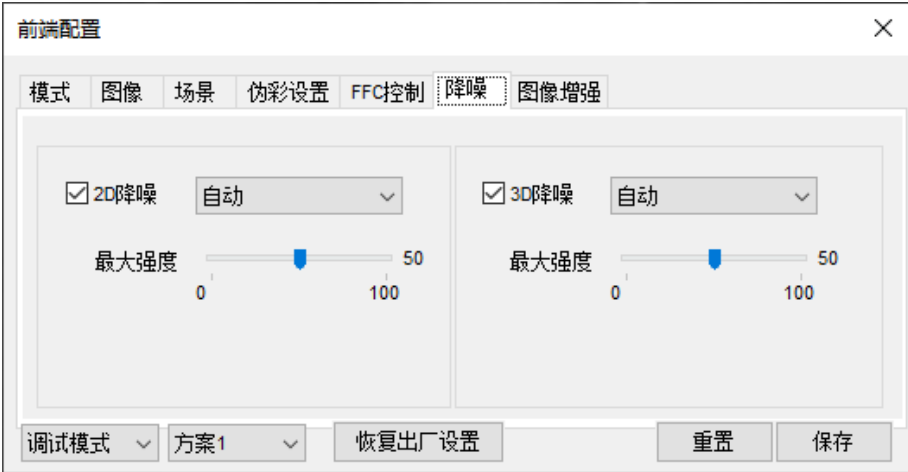 前端配置
模式 图像 场景 伪彩设置 FFC控制 降噪 图像增强
2D降噪 自动 3D降噪 自动
最大强度 50 最大强度 50
0 100 0 100
调试模式 方案1 恢复出厂设置 重置 保存